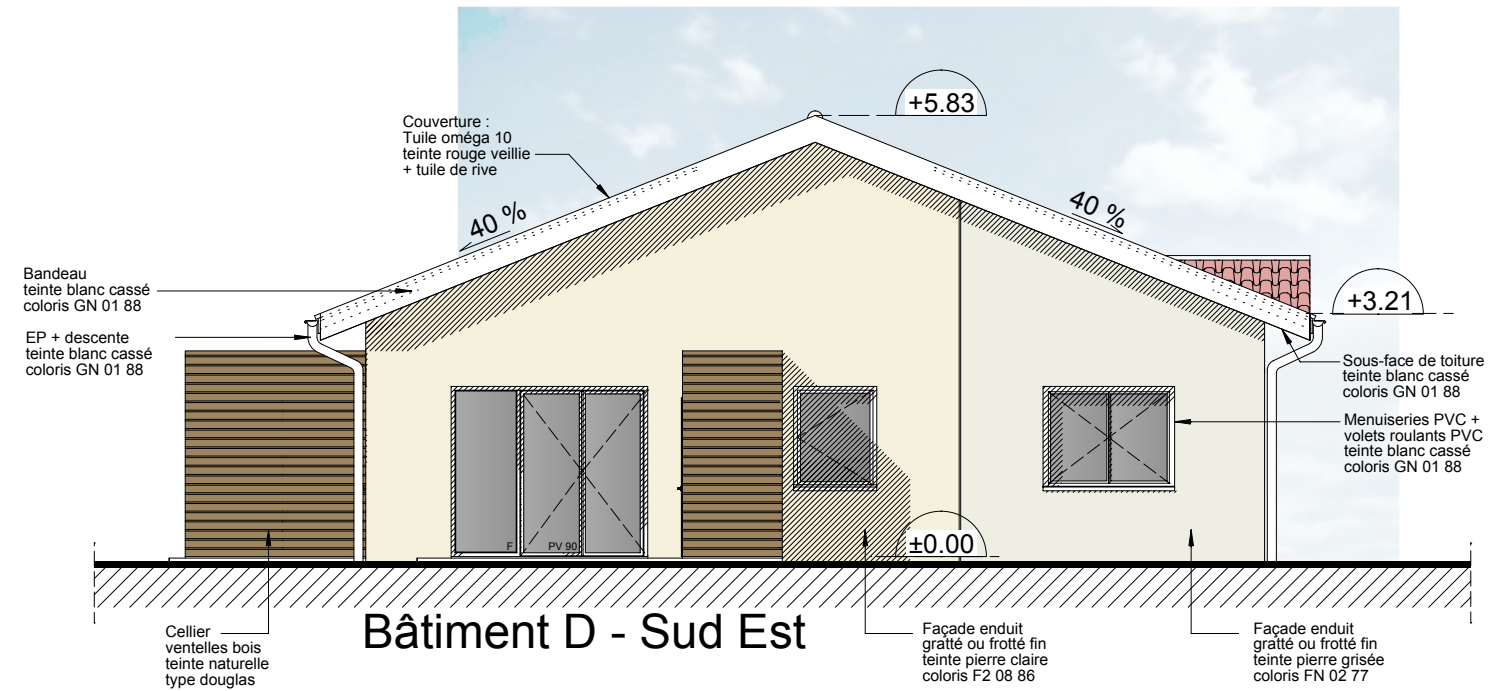 +5.83
Couverture :
Tuile oméga 10
teinte rouge veillie
+ tuile de rive
40 %
40 %
Bandeau
teinte blanc cassé
coloris GN 01 88
+3.21
EP + descente
teinte blanc cassé
coloris GN 01 88
Sous-face de toiture
teinte blanc cassé
coloris GN 01 88
Menuiseries PVC +
volets roulants PVC
teinte blanc cassé
coloris GN 01 88
F
PV 90
±0.00
Bâtiment D - Sud Est
Cellier
ventelles bois
teinte naturelle
type douglas
Façade enduit
gratté ou frotté fin
teinte pierre claire
coloris F2 08 86
Façade enduit
gratté ou frotté fin
teinte pierre grisée
coloris FN 02 77